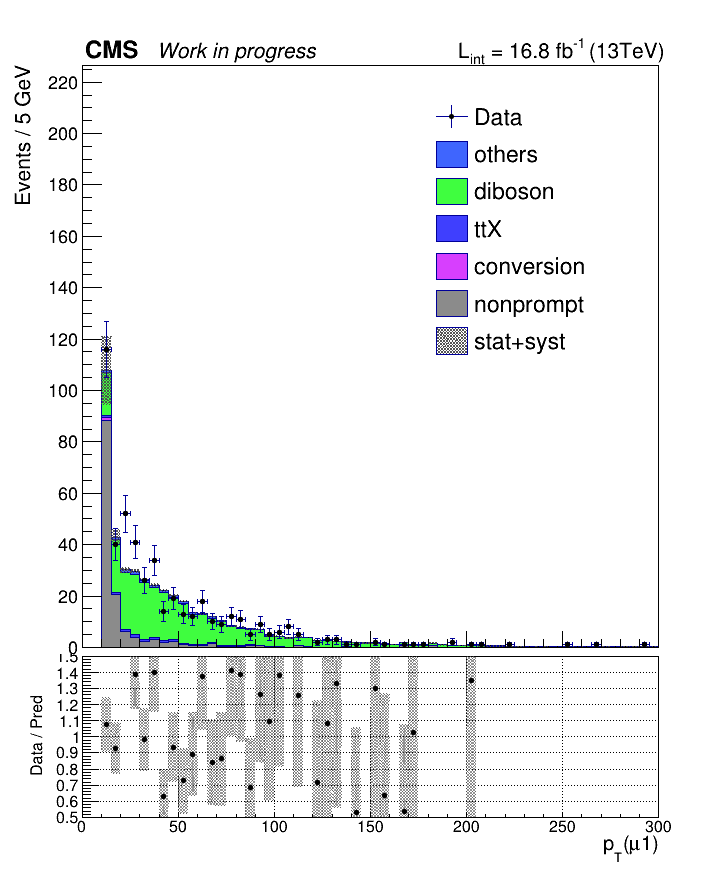 CMS Work in progress L_int = 16.8 fb⁻¹ (13TeV)
Events / 5 GeV
220
200
180
160
140
120
100
80
60
40
20
0
Data
others
diboson
ttX
conversion
nonprompt
stat+syst
Data / Pred
1.5
1.4
1.3
1.2
1.1
1
0.9
0.8
0.7
0.6
0.5
0 50 100 150 200 250 300
p_T(μ1)